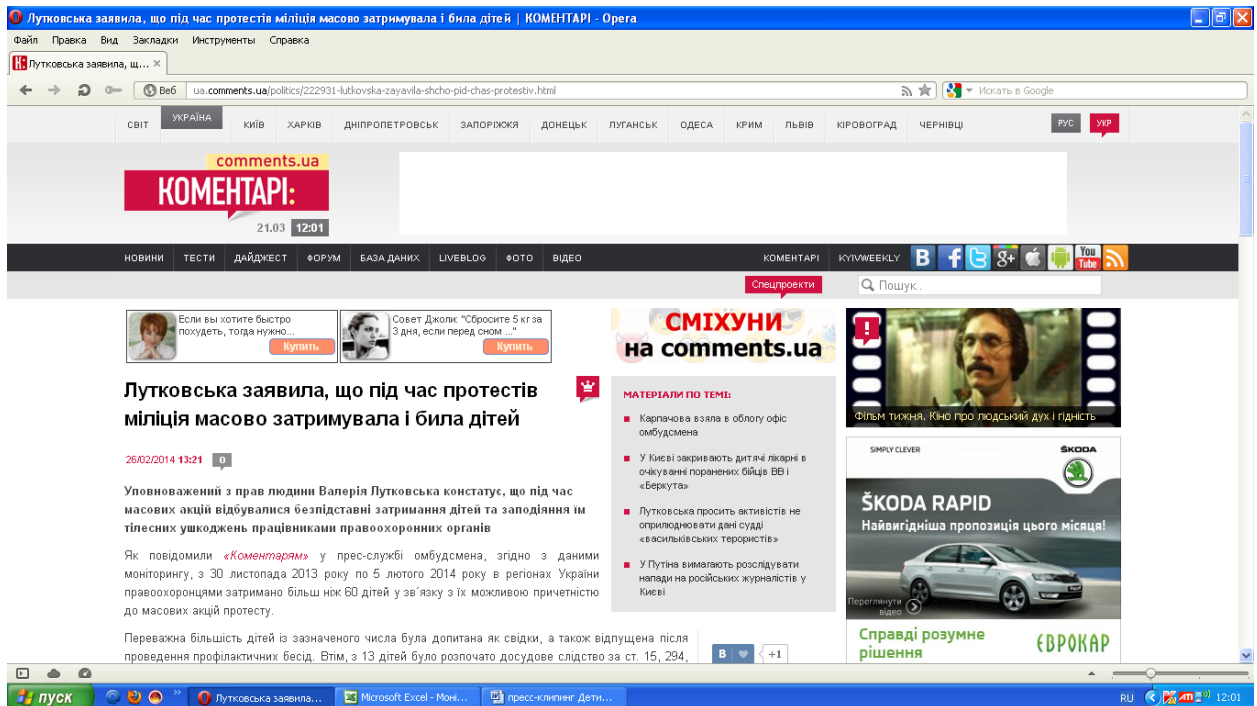 Лутковська заявила, що під час протестів міліція масово затримувала і била дітей | КОМЕНТАРІ - Opera
Файл Правка Вид Закладки Инструменты Справка
Лутковська заявила, щ...
Веб ua.comments.ua/politics/222931-lutkovska-zayavila-shcho-pid-chas-protestiv.html Искать в Google
СВІТ УКРАЇНА КИЇВ ХАРКІВ ДНІПРОПЕТРОВСЬК ЗАПОРІЖЖЯ ДОНЕЦЬК ЛУГАНСЬК ОДЕСА КРИМ ЛЬВІВ КІРОВОГРАД ЧЕРНІВЦІ РУС УКР
comments.ua
КОМЕНТАРІ:
21.03 12:01
НОВИНИ ТЕСТИ ДАЙДЖЕСТ ФОРУМ БАЗА ДАНИХ LIVEBLOG ФОТО ВІДЕО КОМЕНТАРІ KYIVWEEKLY B f g+ You Tube
Спецпроекти Пошук..
Если вы хотите быстро
похудеть, тогда нужно...
Купить
Совет Джоли: "Сбросите 5 кг за
3 дня, если перед сном ..."
Купить
СМІХУНИ
на comments.ua
Фільм тижня. Кіно про людський дух і гідність
Лутковська заявила, що під час протестів
міліція масово затримувала і била дітей
26/02/2014 13:21 0
Уповноважений з прав людини Валерія Лутковська констатує, що під час
масових акцій відбувалися безпідставні затримання дітей та заподіяння їм
тілесних ушкоджень працівниками правоохоронних органів
Як повідомили «Коментарям» у прес-службі омбудсмена, згідно з даними
моніторингу, з 30 листопада 2013 року по 5 лютого 2014 року в регіонах України
правоохоронцями затримано більш ніж 60 дітей у зв´язку з їх можливою причетністю
до масових акцій протесту.
Переважна більшість дітей із зазначеного числа була допитана як свідки, а також відпущена після
проведення профілактичних бесід. Втім, з 13 дітей було розпочато досудове слідство за ст. 15, 294,
B +1
МАТЕРІАЛИ ПО ТЕМІ:
Карпачова взяла в облогу офіс
омбудсмена
У Києві закривають дитячі лікарні в
очікуванні поранених бійців ВВ і
«Беркута»
Лутковська просить активістів не
оприлюднювати дані судді
«васильківських терористів»
У Путіна вимагають розслідувати
напади на російських журналістів у
Києві
SIMPLY CLEVER ŠKODA
ŠKODA RAPID
Найвигідніша пропозиція цього місяця!
Переглянути
відео
Справді розумне
рішення
ЄВРОКАР
пуск Лутковська заявила... Microsoft Excel - Моні... пресс-клипинг Дети... RU 12:01